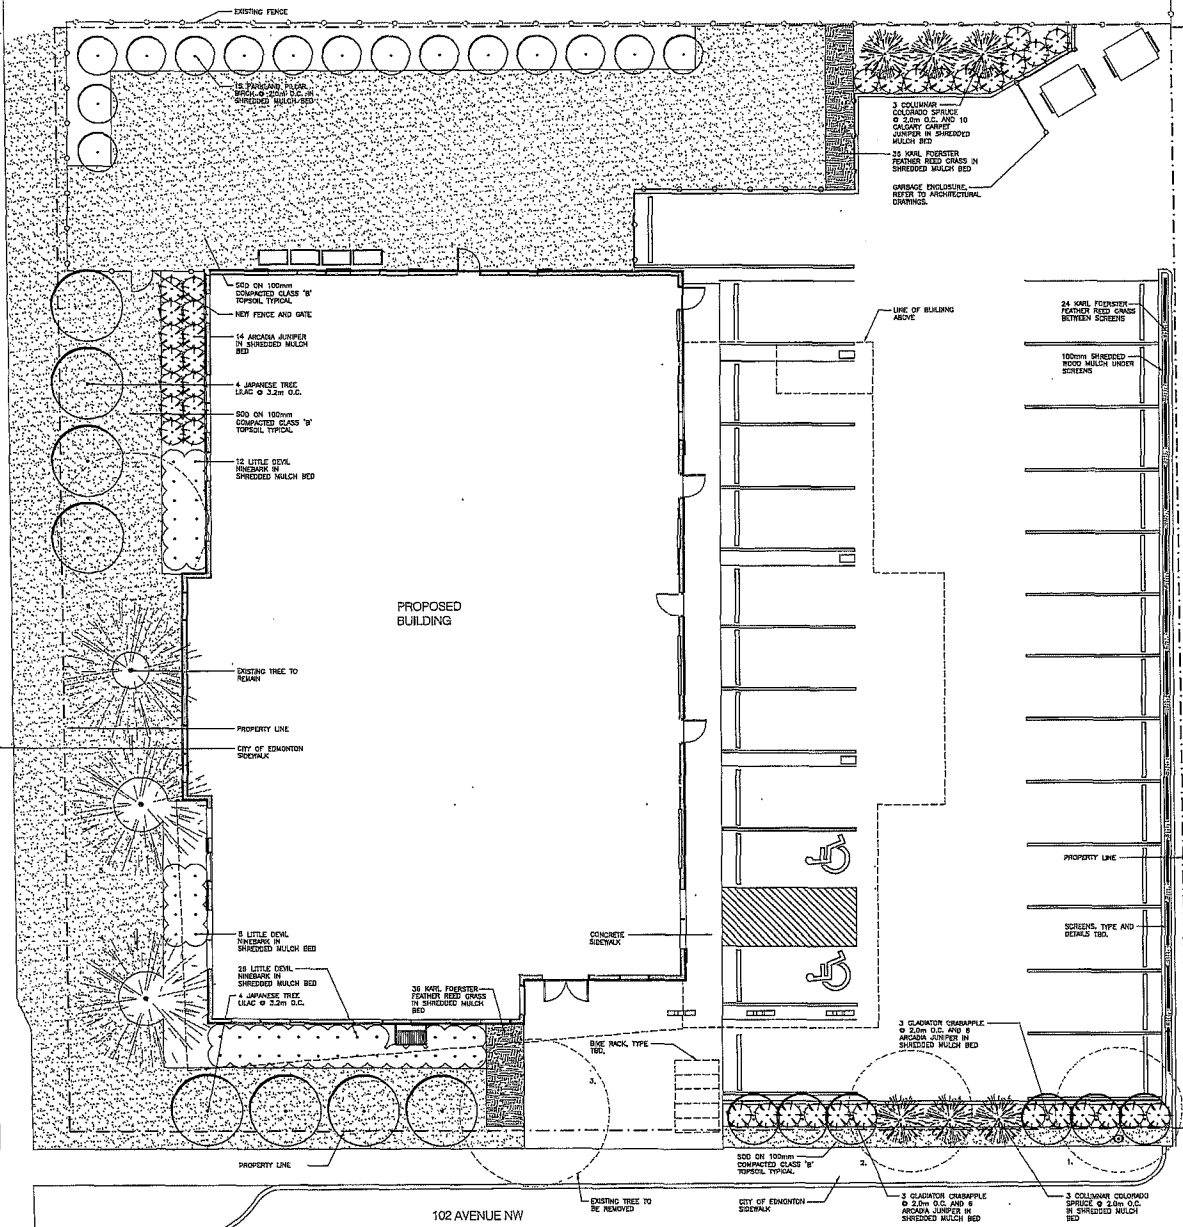 EXISTING FENCE
15 PARKLAND PILLAR
BIRCH @ 2.0m O.C. IN
SHREDDED MULCH BED
3 COLUMNAR
COLORADO SPRUCE
@ 2.0m O.C. AND 10
CALGARY CARPET
JUNIPER IN SHREDDED
MULCH BED
35 KARL FOERSTER
FEATHER REED GRASS IN
SHREDDED MULCH BED
GARBAGE ENCLOSURE,
REFER TO ARCHITECTURAL
DRAWINGS.
SOD ON 100mm
COMPACTED CLASS 'B'
TOPSOIL TYPICAL
NEW FENCE AND GATE
14 ARCADIA JUNIPER
IN SHREDDED MULCH
BED
4 JAPANESE TREE
LILAC @ 3.2m O.C.
SOD ON 100mm
COMPACTED CLASS 'B'
TOPSOIL TYPICAL
12 LITTLE DEVIL
NINEBARK IN
SHREDDED MULCH BED
LINE OF BUILDING
ABOVE
24 KARL FOERSTER
FEATHER REED GRASS
BETWEEN SCREENS
100mm SHREDDED
WOOD MULCH UNDER
SCREENS
PROPOSED
BUILDING
EXISTING TREE TO
REMAIN
PROPERTY LINE
CITY OF EDMONTON
SIDEWALK
PROPERTY LINE
SCREENS, TYPE AND
DETAILS TBD.
CONCRETE
SIDEWALK
8 LITTLE DEVIL
NINEBARK IN
SHREDDED MULCH BED
28 LITTLE DEVIL
NINEBARK IN
SHREDDED MULCH BED
4 JAPANESE TREE
LILAC @ 3.2m O.C.
36 KARL FOERSTER
FEATHER REED GRASS
IN SHREDDED MULCH
BED
BIKE RACK, TYPE
TBD.
3 GLADIATOR CRABAPPLE
@ 2.0m O.C. AND 6
ARCADIA JUNIPER IN
SHREDDED MULCH BED
3.
2.
1.
PROPERTY LINE
SOD ON 100mm
COMPACTED CLASS 'B'
TOPSOIL TYPICAL
EXISTING TREE TO
BE REMOVED
CITY OF EDMONTON
SIDEWALK
3 GLADIATOR CRABAPPLE
@ 2.0m O.C. AND 6
ARCADIA JUNIPER IN
SHREDDED MULCH BED
3 COLUMNAR COLORADO
SPRUCE @ 2.0m O.C.
IN SHREDDED MULCH
BED
102 AVENUE NW